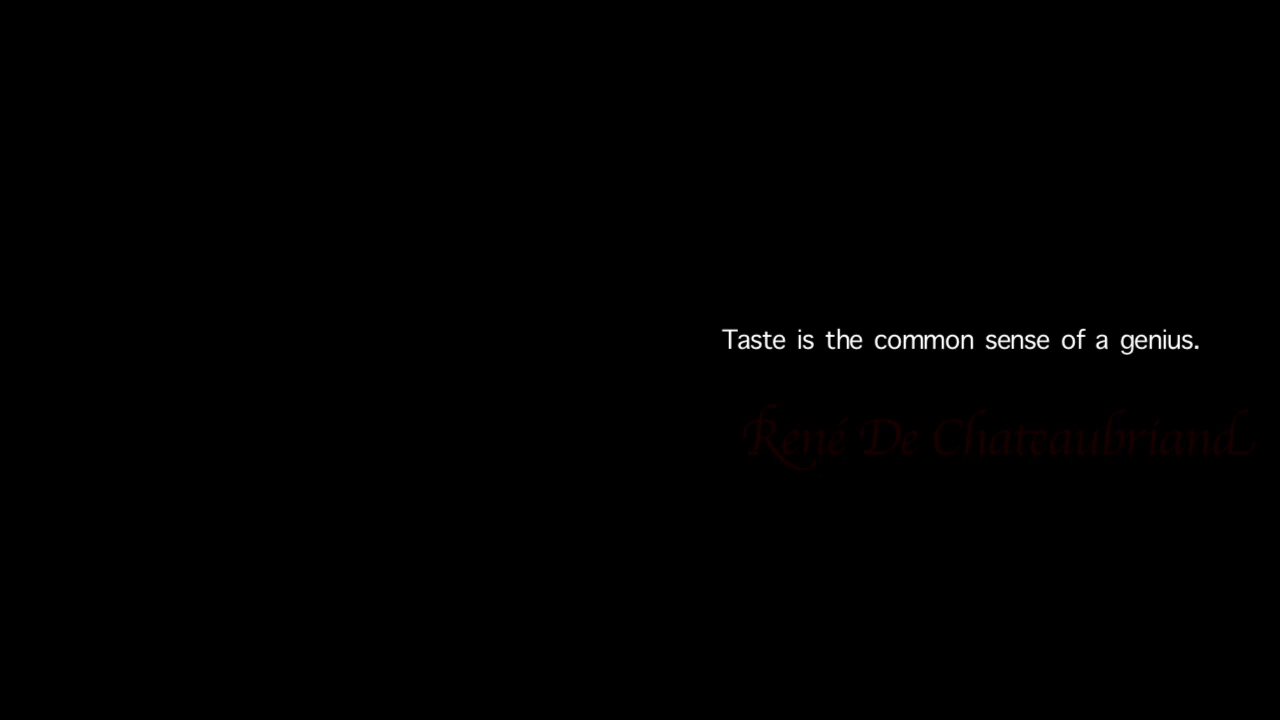 Taste is the common sense of a genius.
René De Chateaubriand